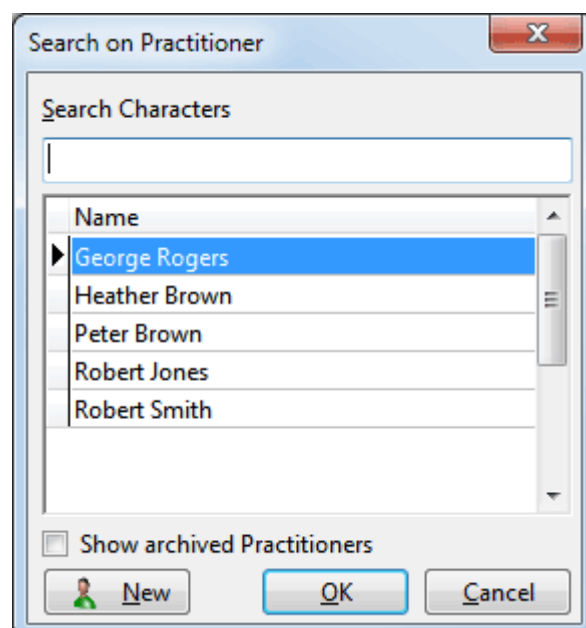 Search on Practitioner
Search Characters
Name
George Rogers
Heather Brown
Peter Brown
Robert Jones
Robert Smith
Show archived Practitioners
New OK Cancel